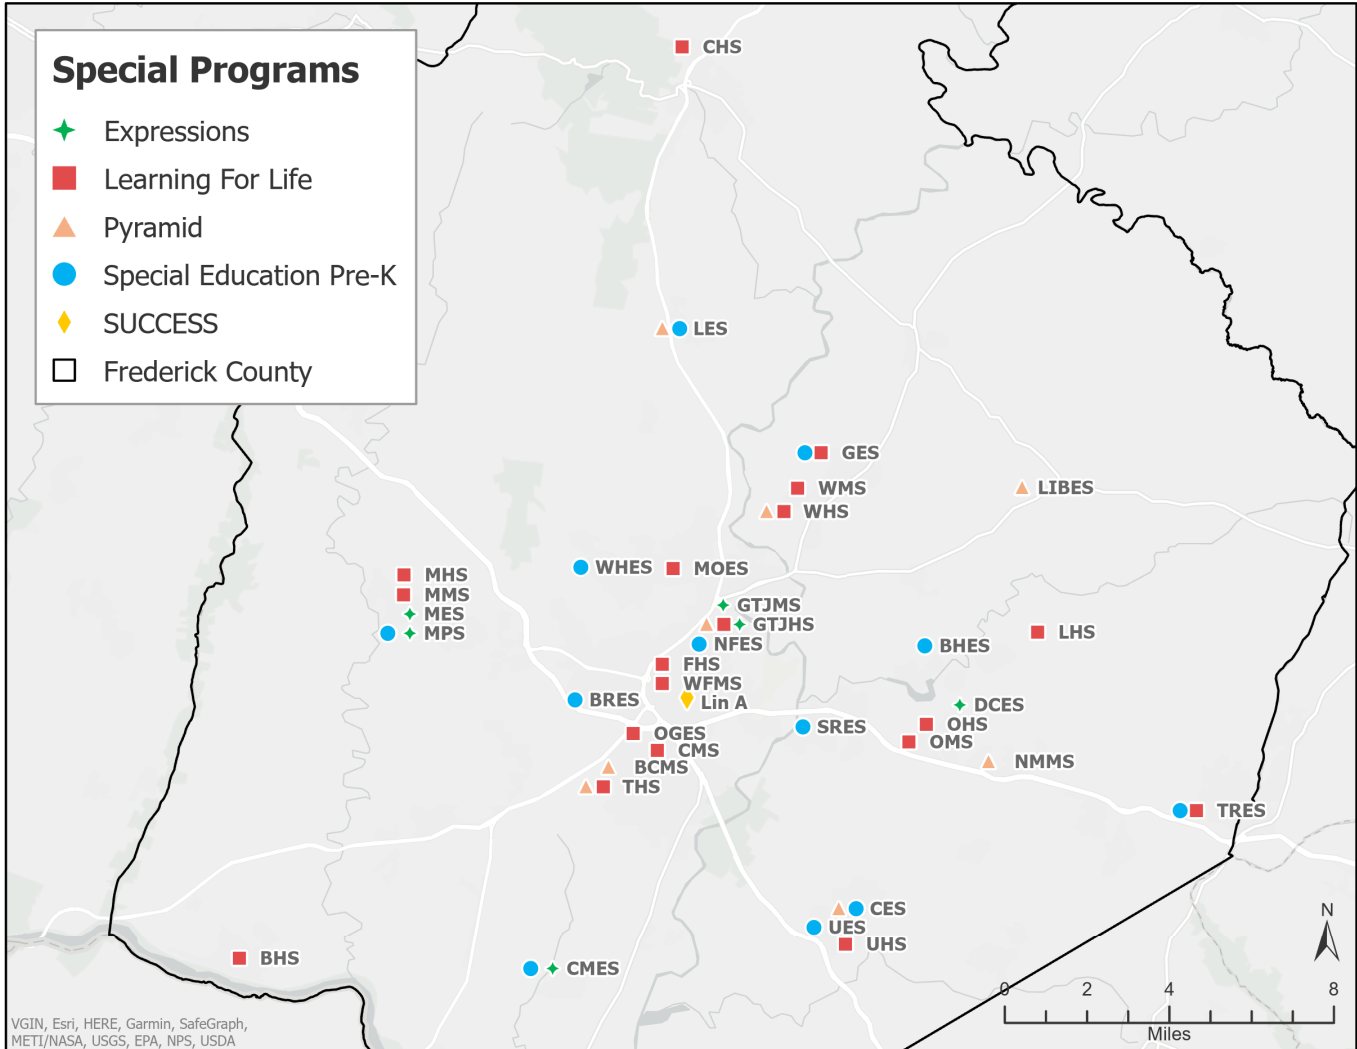 Special Programs
Expressions
Learning For Life
Pyramid
Special Education Pre-K
SUCCESS
Frederick County
CHS
LES
GES
WMS
LIBES
WHS
WHES
MOES
MHS
MMS
MES
MPS
GTJMS
GTJHS
NFES
LHS
BHES
FHS
WFMS
Lin A
BRES
DCES
OHS
OMS
SRES
OGES
CMS
BCMS
THS
NMMS
TRES
CES
UES
UHS
BHS
CMES
N
0 2 4 8
Miles
VGIN, Esri, HERE, Garmin, SafeGraph,
METI/NASA, USGS, EPA, NPS, USDA